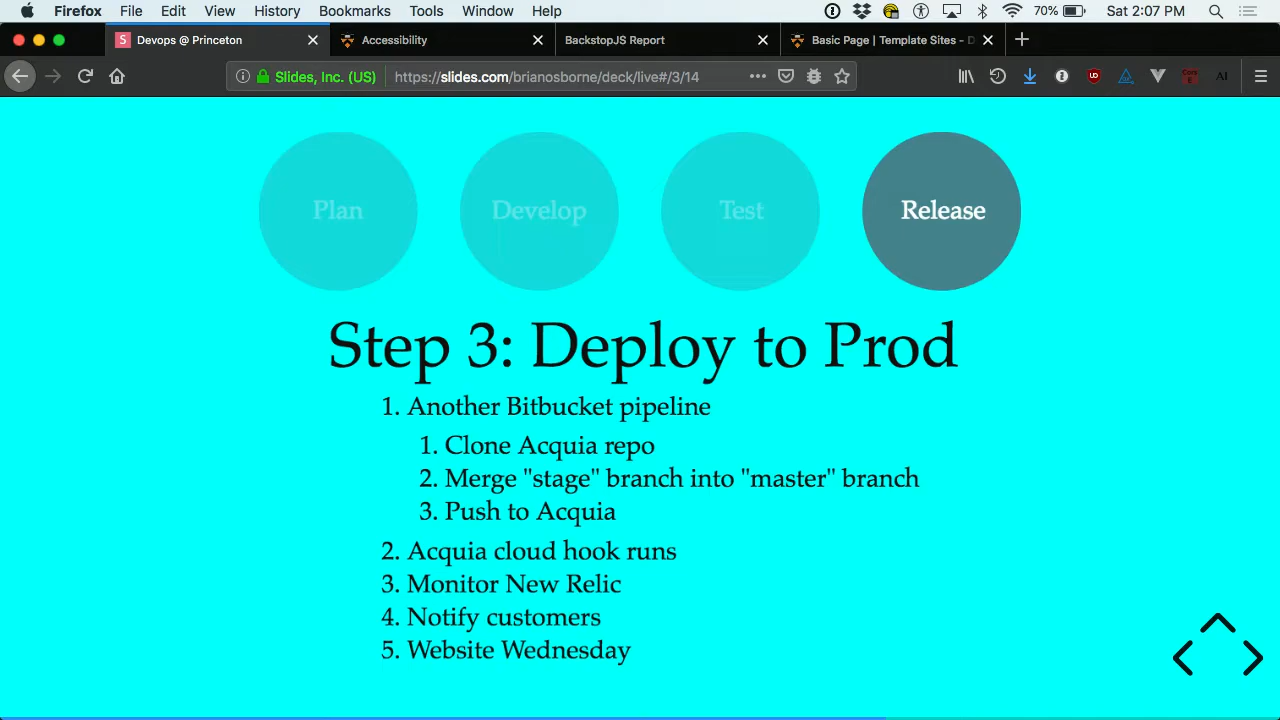 Firefox File Edit View History Bookmarks Tools Window Help 70% Sat 2:07 PM
Devops @ Princeton Accessibility BackstopJS Report Basic Page | Template Sites - D
Slides, Inc. (US) https://slides.com/brianosborne/deck/live#/3/14
Plan Develop Test Release
Step 3: Deploy to Prod
1. Another Bitbucket pipeline
1. Clone Acquia repo
2. Merge "stage" branch into "master" branch
3. Push to Acquia
2. Acquia cloud hook runs
3. Monitor New Relic
4. Notify customers
5. Website Wednesday